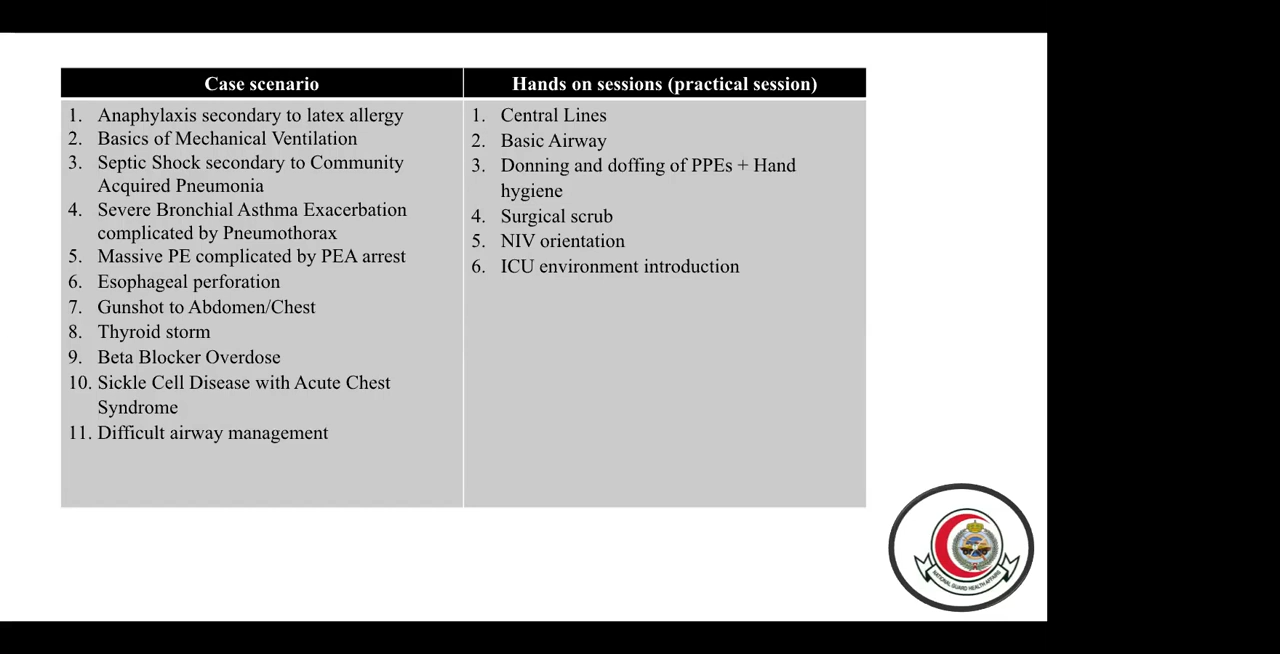 Case scenario
Hands on sessions (practical session)
1. Anaphylaxis secondary to latex allergy
2. Basics of Mechanical Ventilation
3. Septic Shock secondary to Community
Acquired Pneumonia
4. Severe Bronchial Asthma Exacerbation
complicated by Pneumothorax
5. Massive PE complicated by PEA arrest
6. Esophageal perforation
7. Gunshot to Abdomen/Chest
8. Thyroid storm
9. Beta Blocker Overdose
10. Sickle Cell Disease with Acute Chest
Syndrome
11. Difficult airway management
1. Central Lines
2. Basic Airway
3. Donning and doffing of PPEs + Hand
hygiene
4. Surgical scrub
5. NIV orientation
6. ICU environment introduction
NATIONAL GUARD HEALTH AFFAIRS